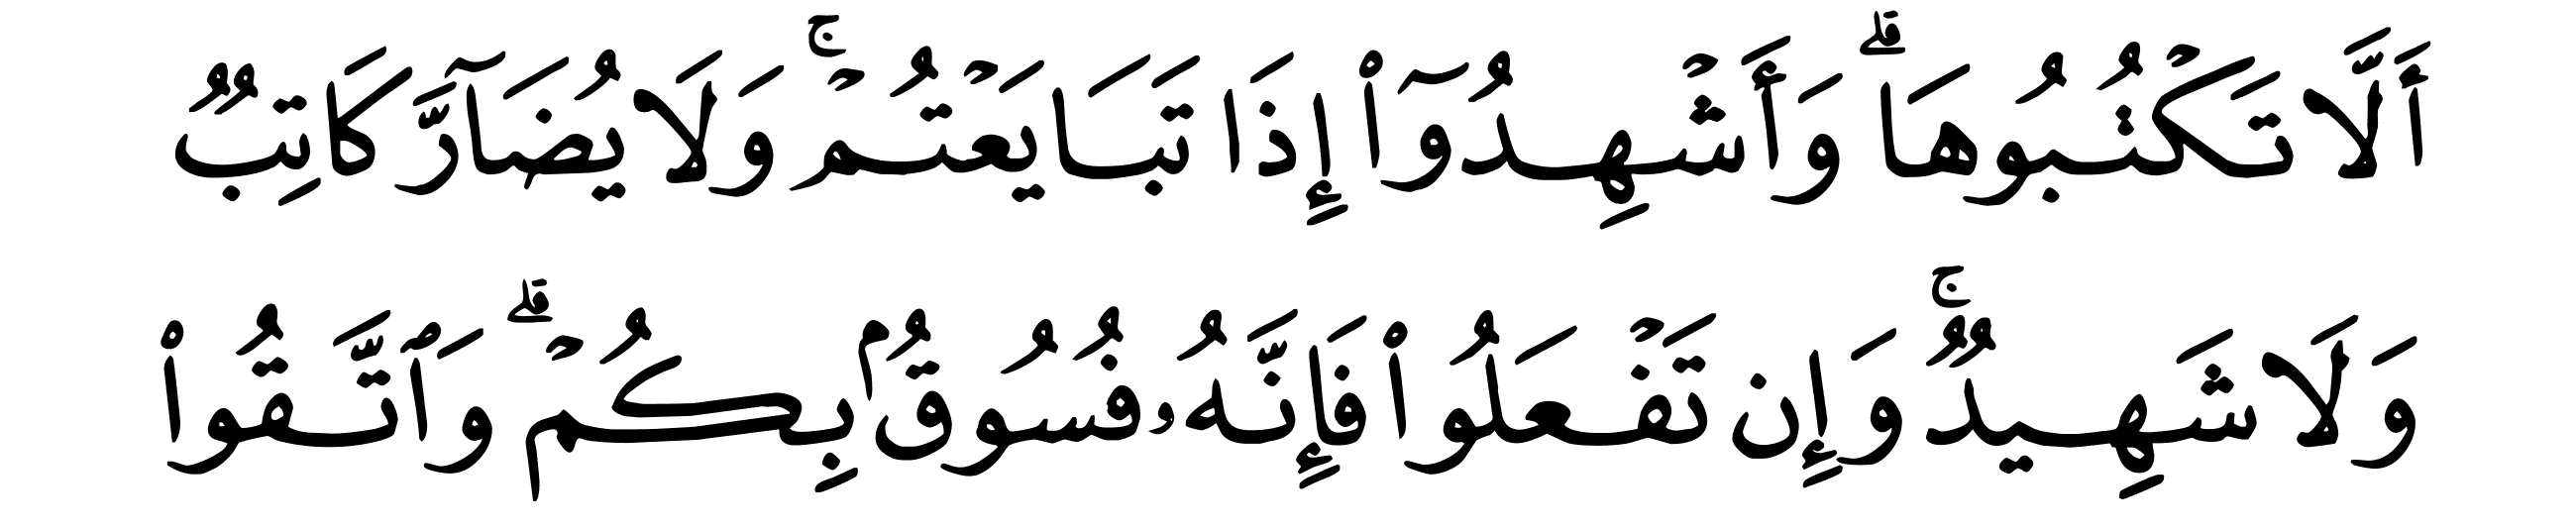 أَلَّا تَكۡتُبُوهَاۗ وَأَشۡهِدُوٓاْ إِذَا تَبَايَعۡتُمۡۚ وَلَا يُضَآرَّ كَاتِبٞ
وَلَا شَهِيدٞۚ وَإِن تَفۡعَلُواْ فَإِنَّهُۥ فُسُوقُۢ بِكُمۡۗ وَٱتَّقُواْ